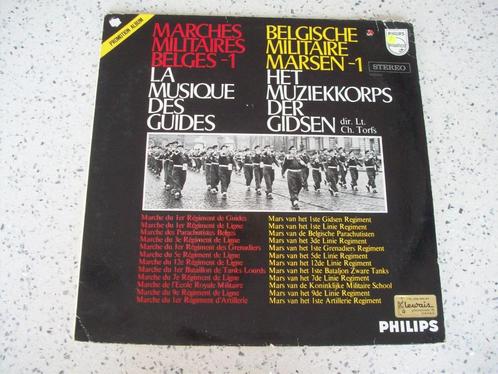 PROMOTION ALBUM
MARCHES
MILITAIRES
BELGES-1
LA
MUSIQUE
DES
GUIDES
BELGISCHE
MILITAIRE
MARSEN-1
HET
MUZIEKKORPS
DER
GIDSEN dir. Lt.
Ch. Torfs
PHILIPS
STEREO
Marche du 1er Régiment de Guides
Marche du 1er Régiment de Ligne
Marche des Parachutistes Belges
Marche du 3e Régiment de Ligne
Marche du 1er Régiment des Grenadiers
Marche du 5e Régiment de Ligne
Marche du 12e Régiment de Ligne
Marche du 1er Bataillon de Tanks Lourds
Marche du 7e Régiment de Ligne
Marche de l'Ecole Royale Militaire
Marche du 9e Régiment de Ligne
Marche du 1er Régiment d'Artillerie
Mars van het 1ste Gidsen Regiment
Mars van het 1ste Linie Regiment
Mars van de Belgische Parachutisten
Mars van het 3de Linie Regiment
Mars van het 1ste Grenadiers Regiment
Mars van het 5de Linie Regiment
Mars van het 12de Linie Regiment
Mars van het 1ste Bataljon Zware Tanks
Mars van het 7de Linie Regiment
Mars van de Koninklijke Militaire School
Mars van het 9de Linie Regiment
Mars van het 1ste Artillerie Regiment
PHILIPS